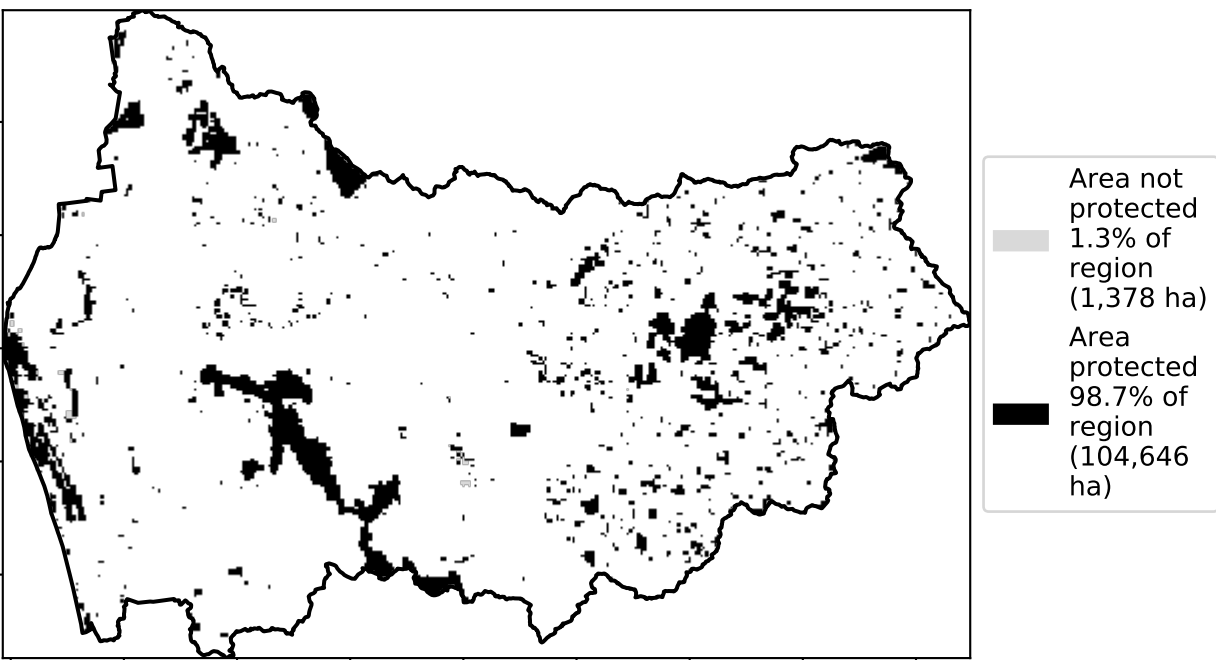 Area not
protected
1.3% of
region
(1,378 ha)
Area
protected
98.7% of
region
(104,646
ha)